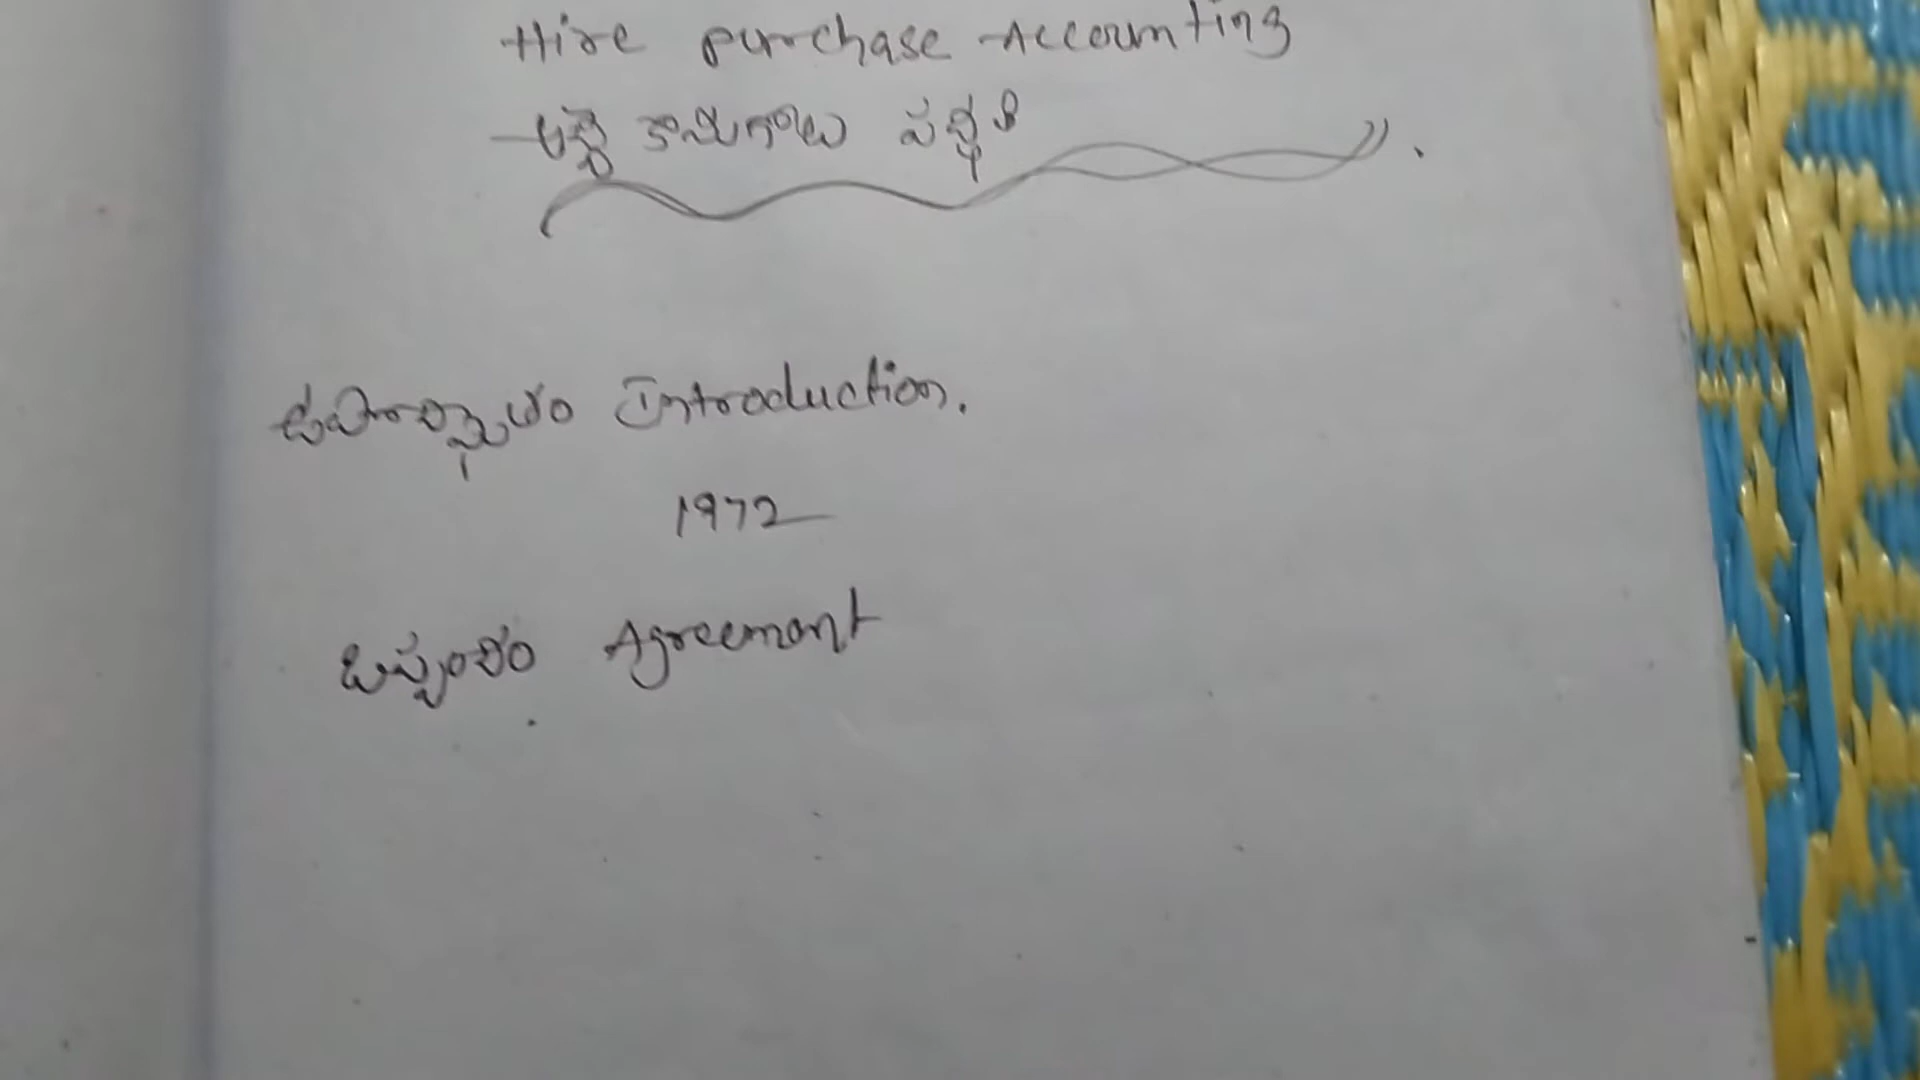 Hire purchase Accounting
అద్దె కొనుగోలు పద్ధతి
ఉపోద్ఘాతం Introduction.
1972
ఒప్పందం Agreement